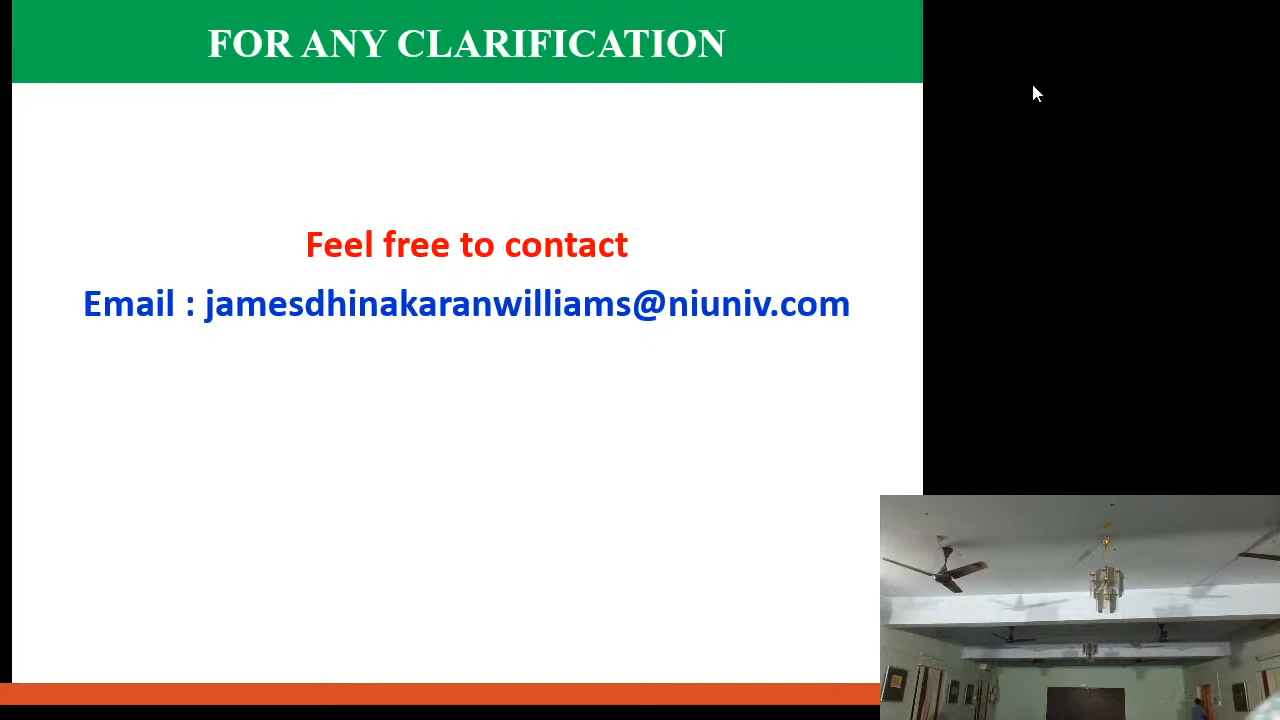 FOR ANY CLARIFICATION
Feel free to contact
Email : jamesdhinakaranwilliams@niuniv.com